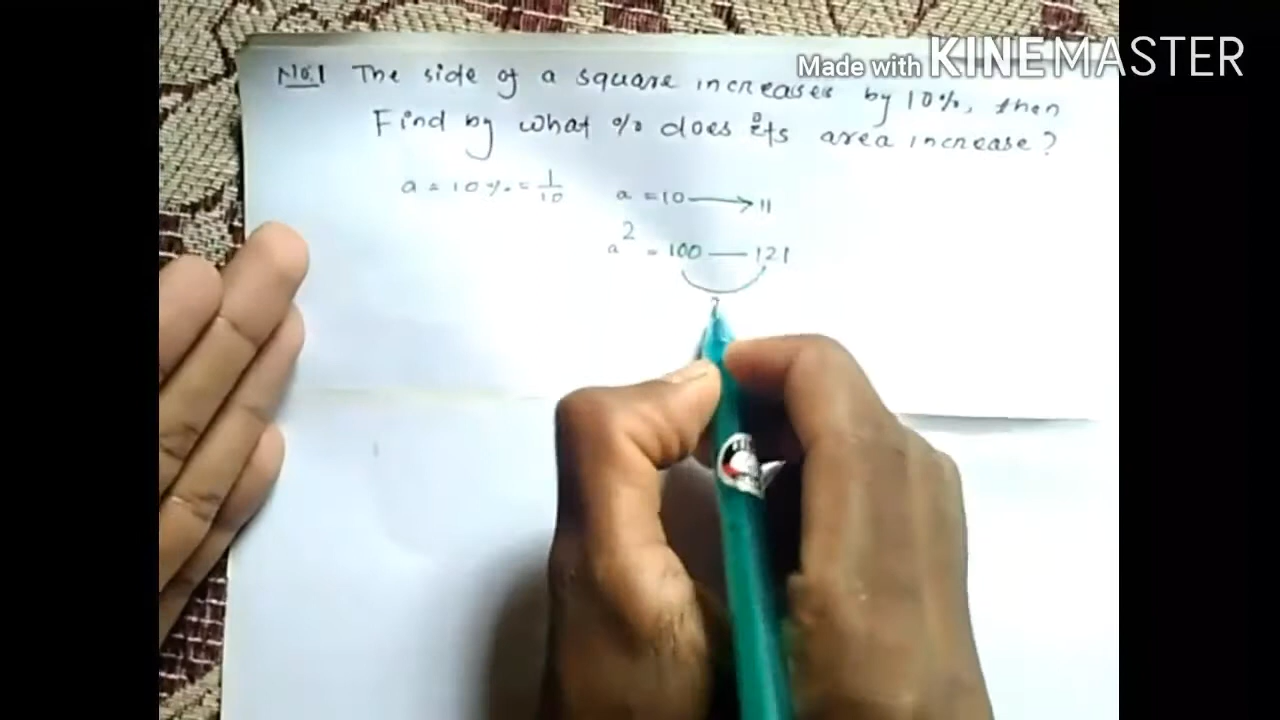 Made with KINEMASTER
No.1 The side of a square increases by 10%, then
Find by what % does its area increase?
a = 10% = 1/10
a = 10 → 11
a² = 100 — 121